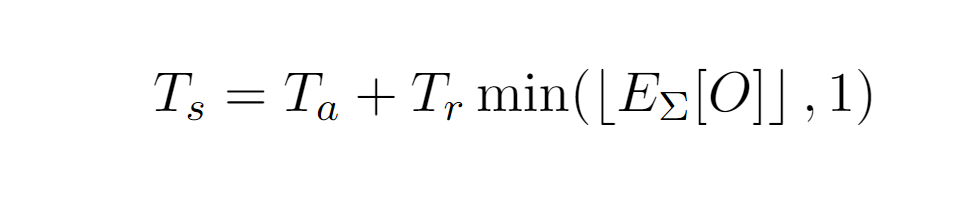 T_s = T_a + T_r min(⌊E_Σ[O]⌋, 1)